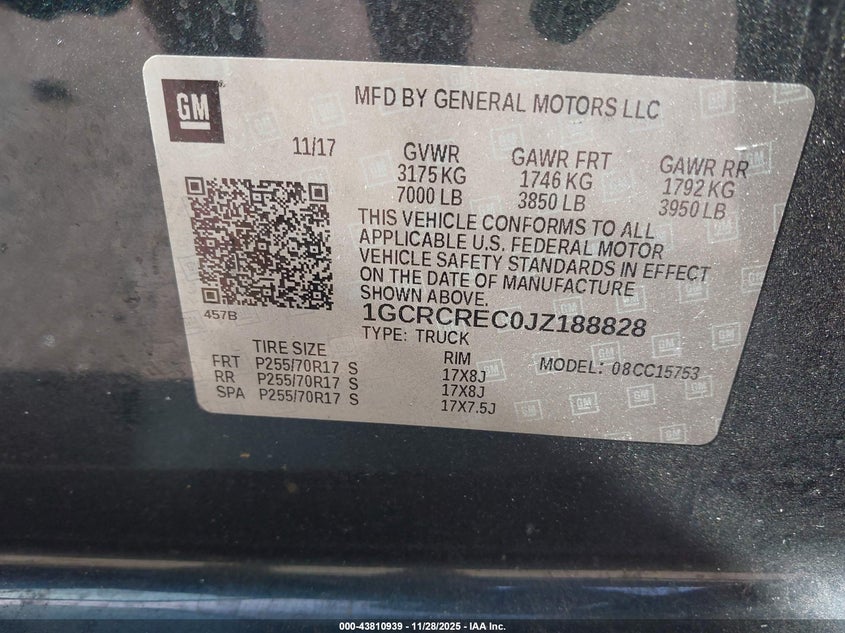 GM
MFD BY GENERAL MOTORS LLC
11/17
GVWR
3175 KG
7000 LB
GAWR FRT
1746 KG
3850 LB
GAWR RR
1792 KG
3950 LB
THIS VEHICLE CONFORMS TO ALL
APPLICABLE U.S. FEDERAL MOTOR
VEHICLE SAFETY STANDARDS IN EFFECT
ON THE DATE OF MANUFACTURE
SHOWN ABOVE.
457B
1GCRCREC0JZ188828
TYPE: TRUCK
TIRE SIZE RIM MODEL: 08CC15753
FRT P255/70R17 S 17X8J
RR P255/70R17 S 17X8J
SPA P255/70R17 S 17X7.5J
000-43810939 - 11/28/2025 - IAA Inc.